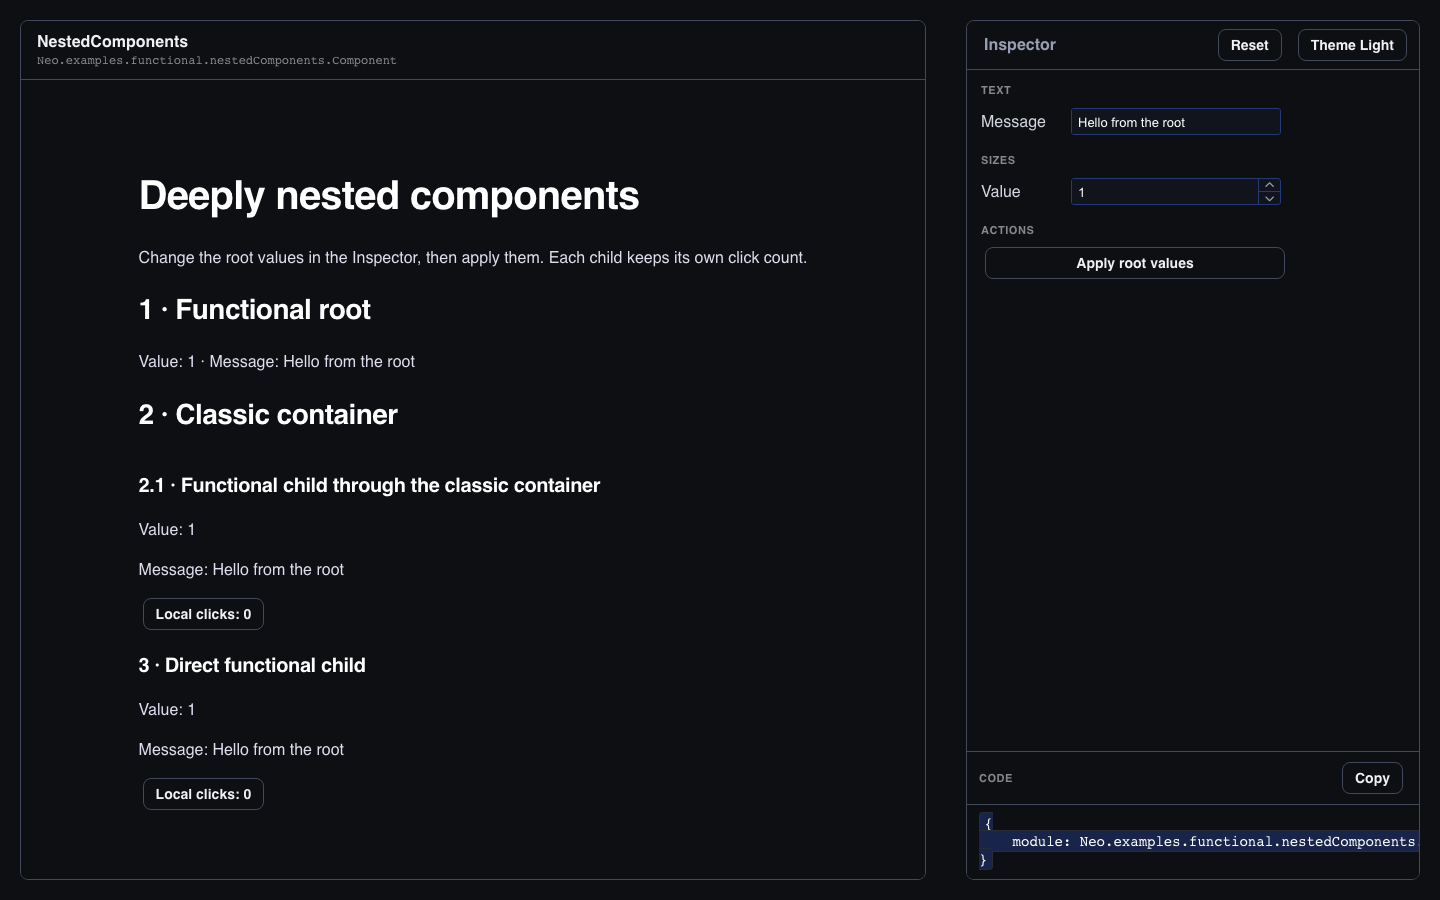 NestedComponents
Neo.examples.functional.nestedComponents.Component
Deeply nested components
Change the root values in the Inspector, then apply them. Each child keeps its own click count.
1 · Functional root
Value: 1 · Message: Hello from the root
2 · Classic container
2.1 · Functional child through the classic container
Value: 1
Message: Hello from the root
Local clicks: 0
3 · Direct functional child
Value: 1
Message: Hello from the root
Local clicks: 0
Inspector
Reset
Theme Light
TEXT
Message
Hello from the root
SIZES
Value
1
ACTIONS
Apply root values
CODE
Copy
{
module: Neo.examples.functional.nestedComponents
}